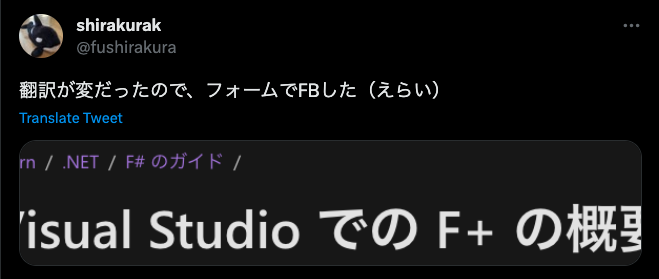 shirakurak
@fushirakura
翻訳が変だったので、フォームでFBした（えらい）
Translate Tweet
rn / .NET / F# のガイド /
Visual Studio での F+ の概要